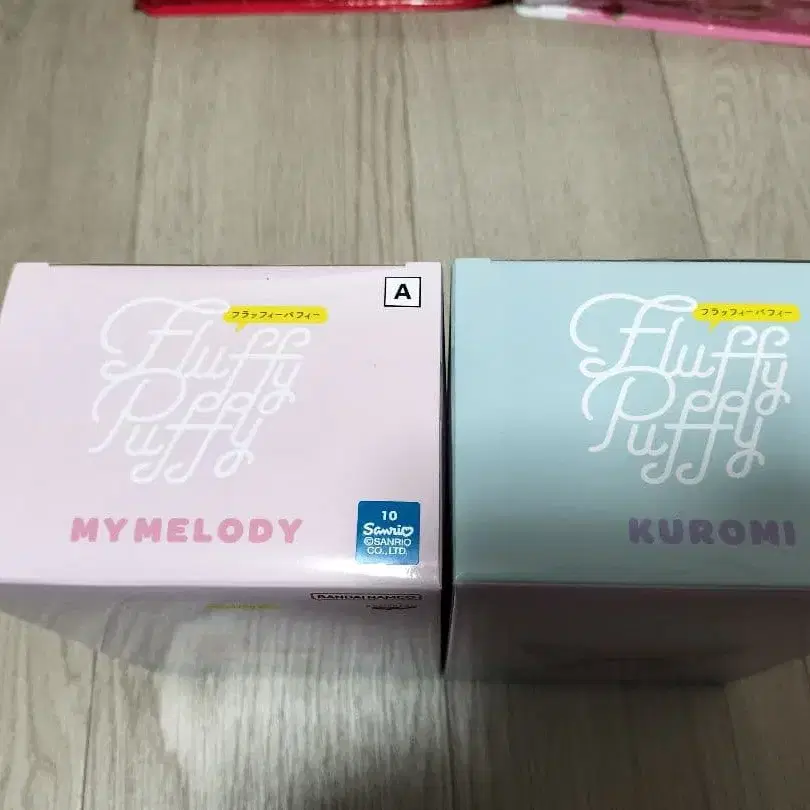 A
フラッフィーパフィー
Fluffy
Puffy
MYMELODY
10
Sanrio
©SANRIO
CO.,LTD.
BANDAI NAMCO
フラッフィーパフィー
Fluffy
Puffy
KUROMI